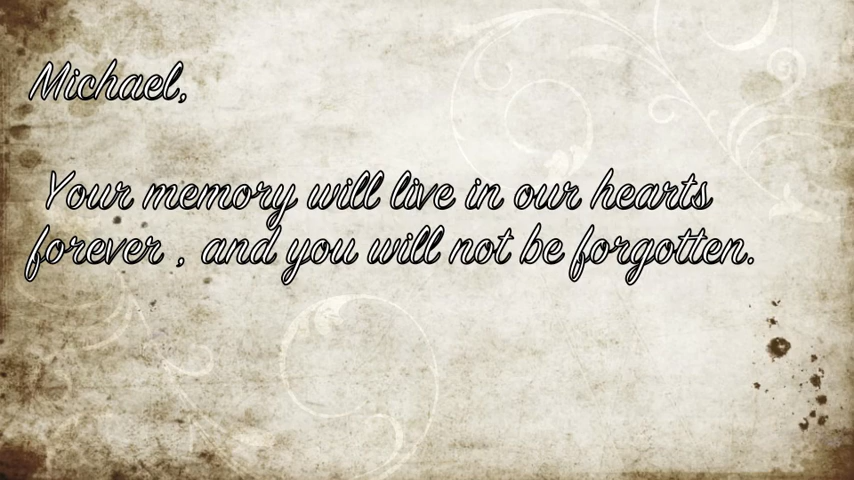 Michael,
Your memory will live in our hearts
forever , and you will not be forgotten.